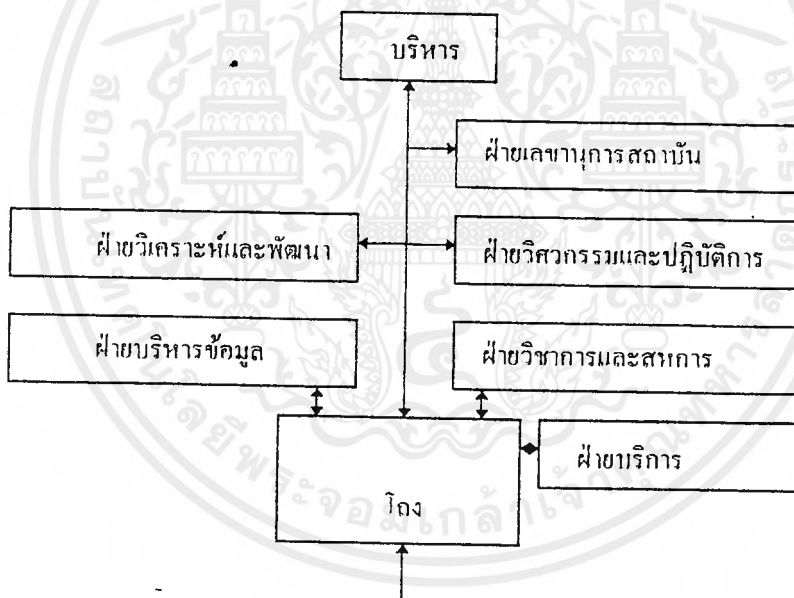 บริหาร
ฝ่ายเลขานุการสถาบัน
ฝ่ายวิเคราะห์และพัฒนา
ฝ่ายวิศวกรรมและปฏิบัติการ
ฝ่ายบริหารข้อมูล
ฝ่ายวิชาการและสหการ
ฝ่ายบริการ
โถง